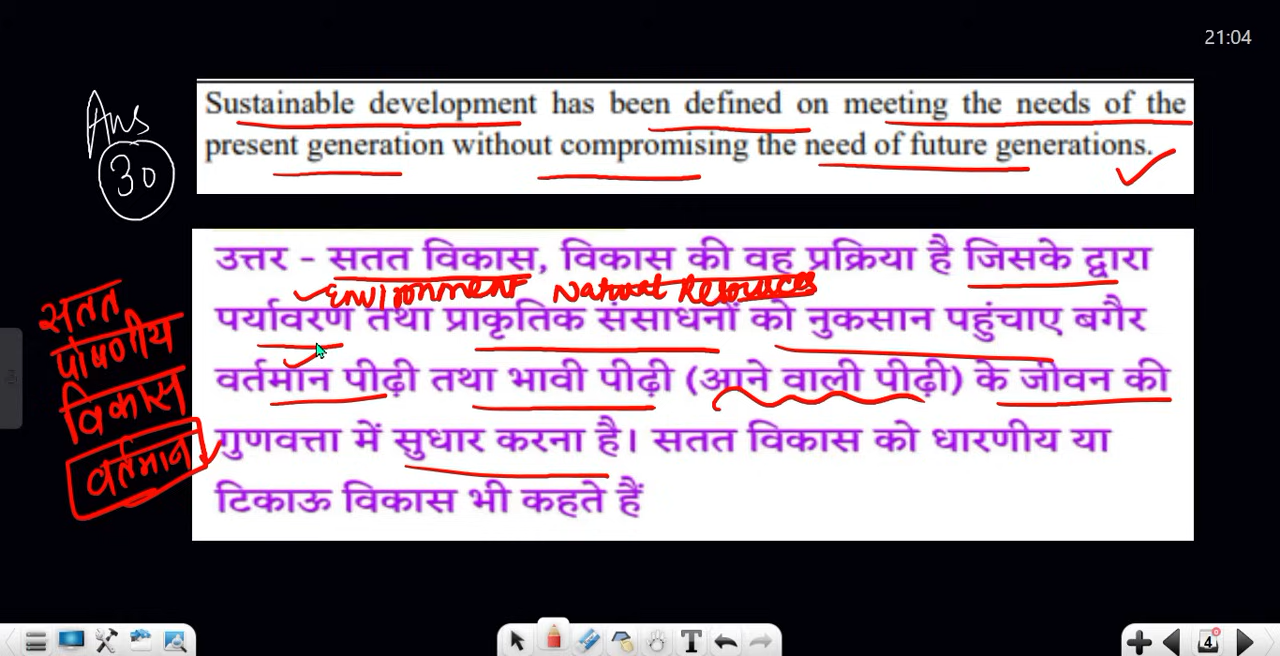 21:04
Ans
30
Sustainable development has been defined on meeting the needs of the
present generation without compromising the need of future generations.
उत्तर - सतत विकास, विकास की वह प्रक्रिया है जिसके द्वारा
Environment Natural Resources
पर्यावरण तथा प्राकृतिक संसाधनों को नुकसान पहुंचाए बगैर
वर्तमान पीढ़ी तथा भावी पीढ़ी (आने वाली पीढ़ी) के जीवन की
गुणवत्ता में सुधार करना है। सतत विकास को धारणीय या
टिकाऊ विकास भी कहते हैं
सतत
पोषणीय
विकास
वर्तमान
T
4